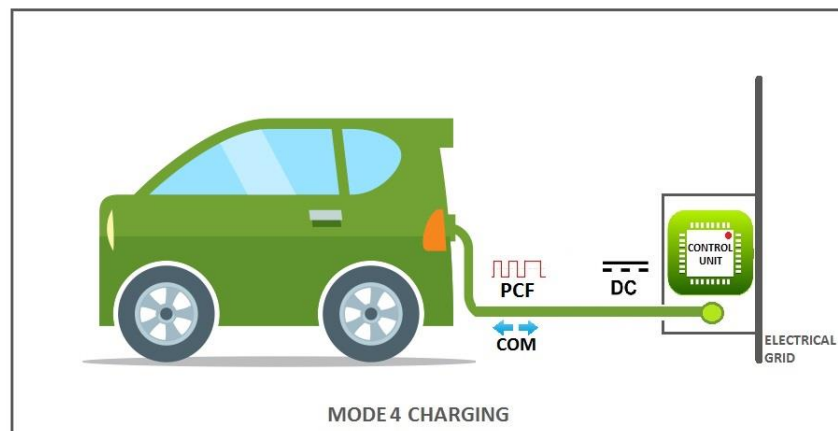 CONTROL
UNIT
PCF
DC
COM
ELECTRICAL
GRID
MODE 4 CHARGING